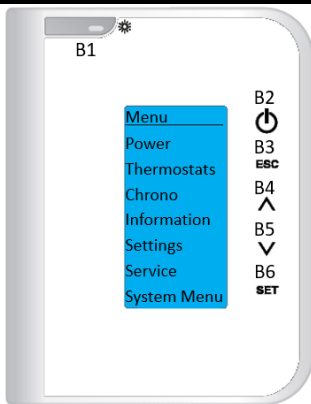 B1
B2
Menu
B3
Power
ESC
Thermostats
B4
Chrono
Information
B5
Settings
Service
B6
System Menu
SET